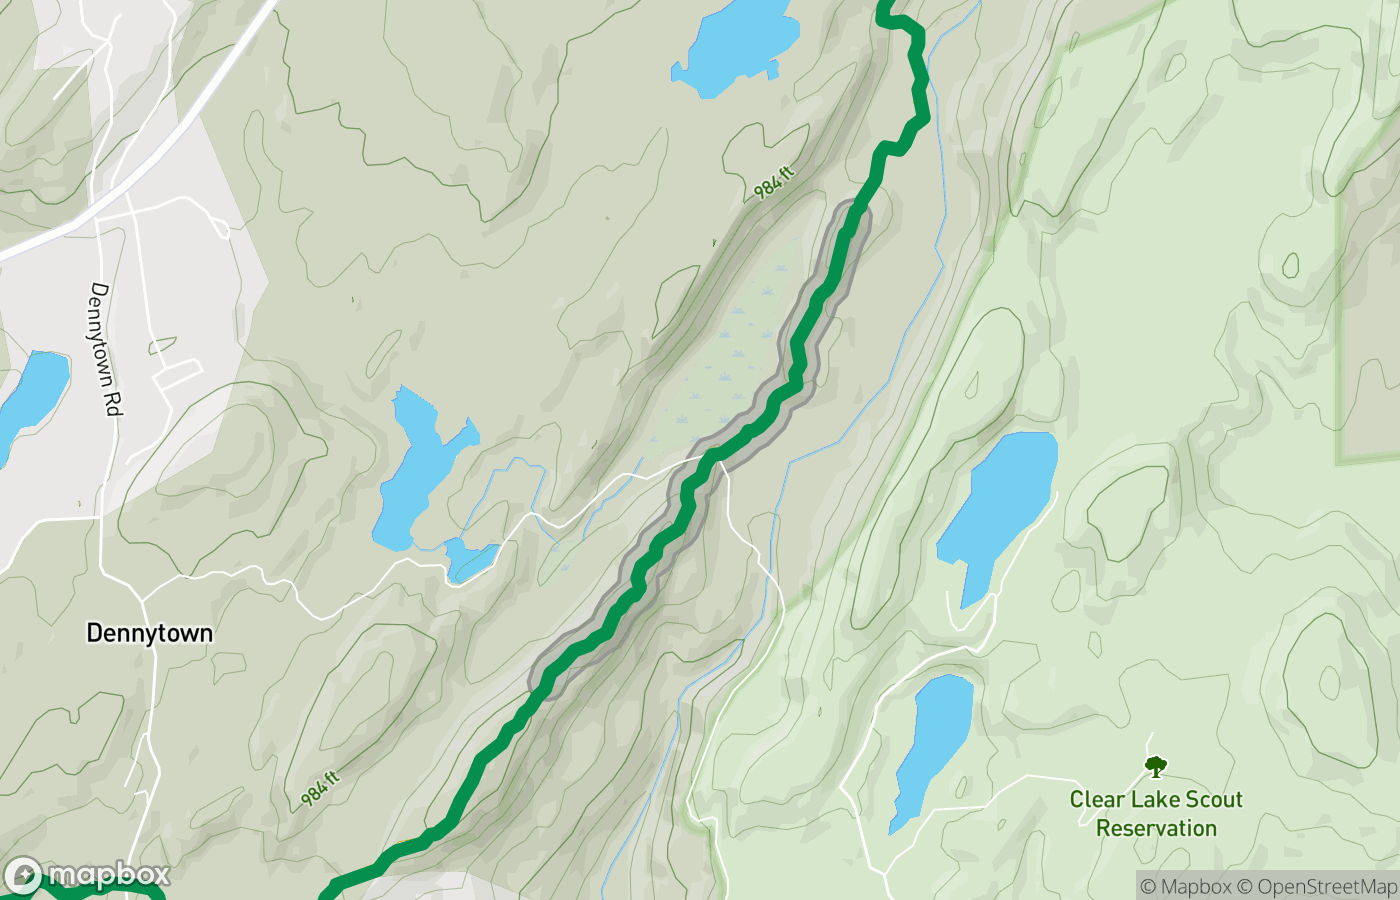 984 ft
Dennytown Rd
Dennytown
984 ft
Clear Lake Scout
Reservation
mapbox
© Mapbox © OpenStreetMap